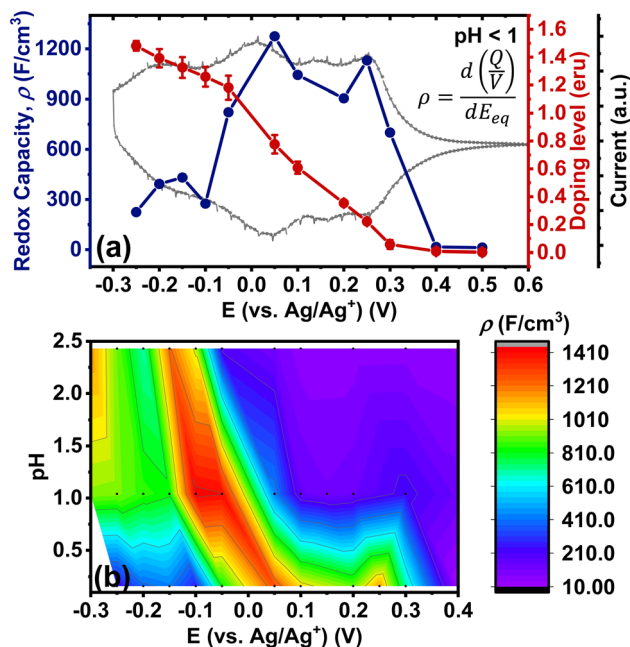 (a)
pH < 1
ρ = d(Q/V)/dE_eq
Redox Capacity, ρ (F/cm³)
1200
900
600
300
0
Doping level (eru)
1.6
1.4
1.2
1.0
0.8
0.6
0.4
0.2
0.0
Current (a.u.)
-0.3 -0.2 -0.1 0.0 0.1 0.2 0.3 0.4 0.5 0.6
E (vs. Ag/Ag⁺) (V)
(b)
pH
2.5
2.0
1.5
1.0
0.5
-0.3 -0.2 -0.1 0.0 0.1 0.2 0.3 0.4
E (vs. Ag/Ag⁺) (V)
ρ (F/cm³)
1410
1210
1010
810.0
610.0
410.0
210.0
10.00